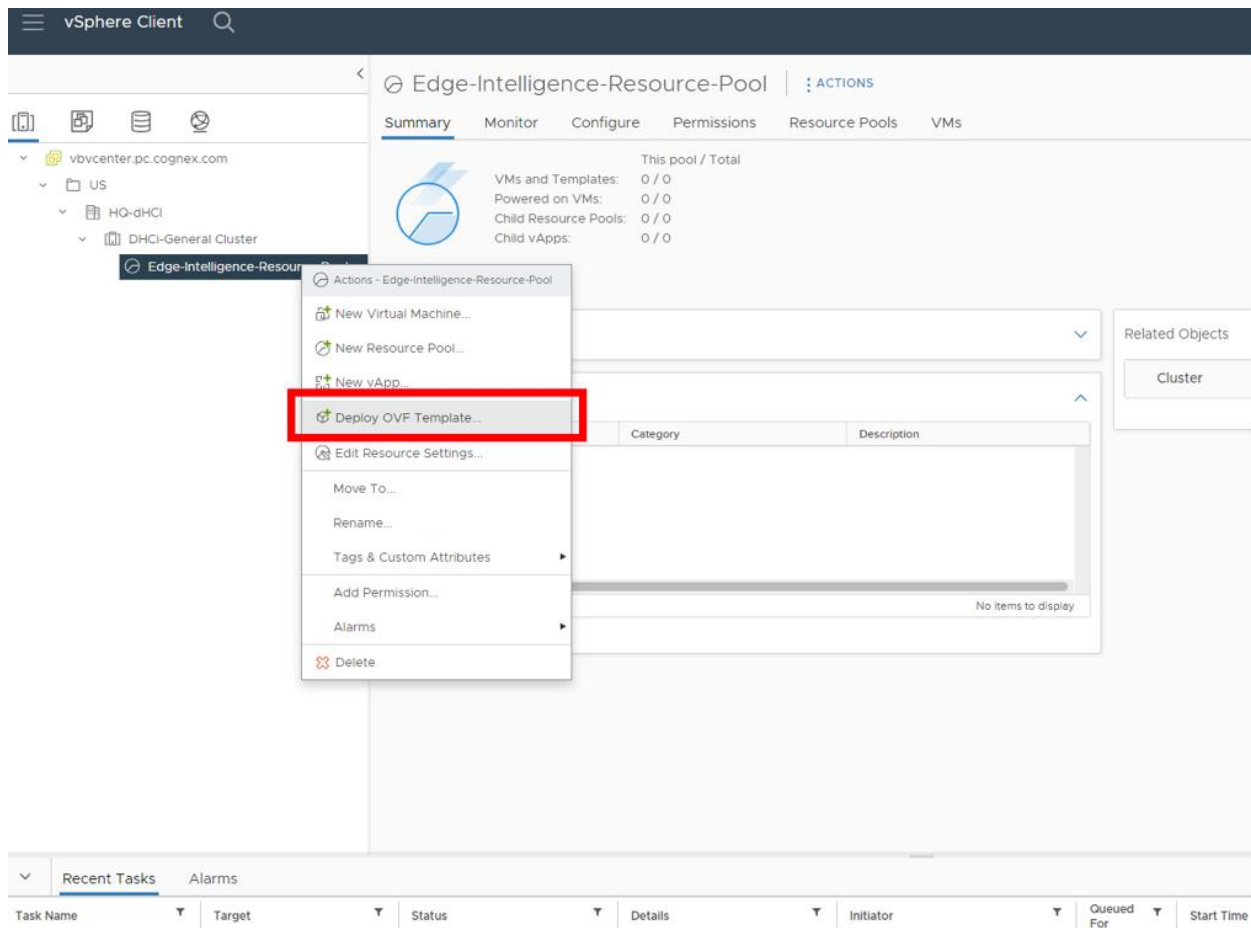 vSphere Client
Edge-Intelligence-Resource-Pool
ACTIONS
Summary Monitor Configure Permissions Resource Pools VMs
vbvcenter.pc.cognex.com
US
HQ-dHCI
DHCi-General Cluster
Edge-Intelligence-Resour
This pool / Total
VMs and Templates: 0 / 0
Powered on VMs: 0 / 0
Child Resource Pools: 0 / 0
Child vApps: 0 / 0
Actions - Edge-Intelligence-Resource-Pool
New Virtual Machine...
New Resource Pool...
New vApp...
Deploy OVF Template...
Edit Resource Settings...
Move To...
Rename...
Tags & Custom Attributes
Add Permission...
Alarms
Delete
Related Objects
Cluster
Category Description
No items to display
Recent Tasks Alarms
Task Name Target Status Details Initiator Queued For Start Time